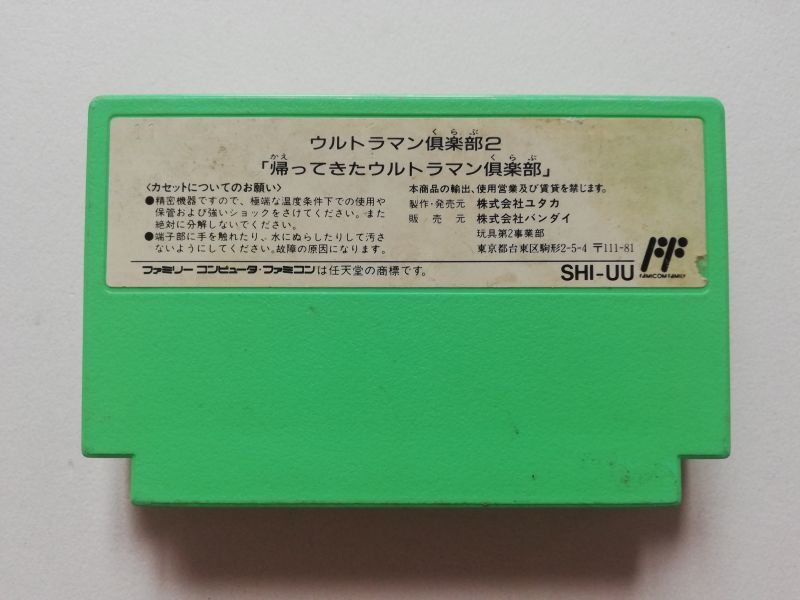 くらぶ
ウルトラマン倶楽部2
かえ くらぶ
「帰ってきたウルトラマン倶楽部」
〈カセットについてのお願い〉
●精密機器ですので、極端な温度条件下での使用や
保管および強いショックをさけてください。また
絶対に分解しないでください。
●端子部に手を触れたり、水にぬらしたりして汚さ
ないようにしてください。故障の原因になります。
本商品の輸出、使用営業及び賃貸を禁じます。
製作・発売元 株式会社ユタカ
販売元 株式会社バンダイ
玩具第2事業部
東京都台東区駒形2-5-4 〒111-81
ファミリーコンピュータ・ファミコンは任天堂の商標です。
SHI-UU
FF
FAMICOM FAMILY